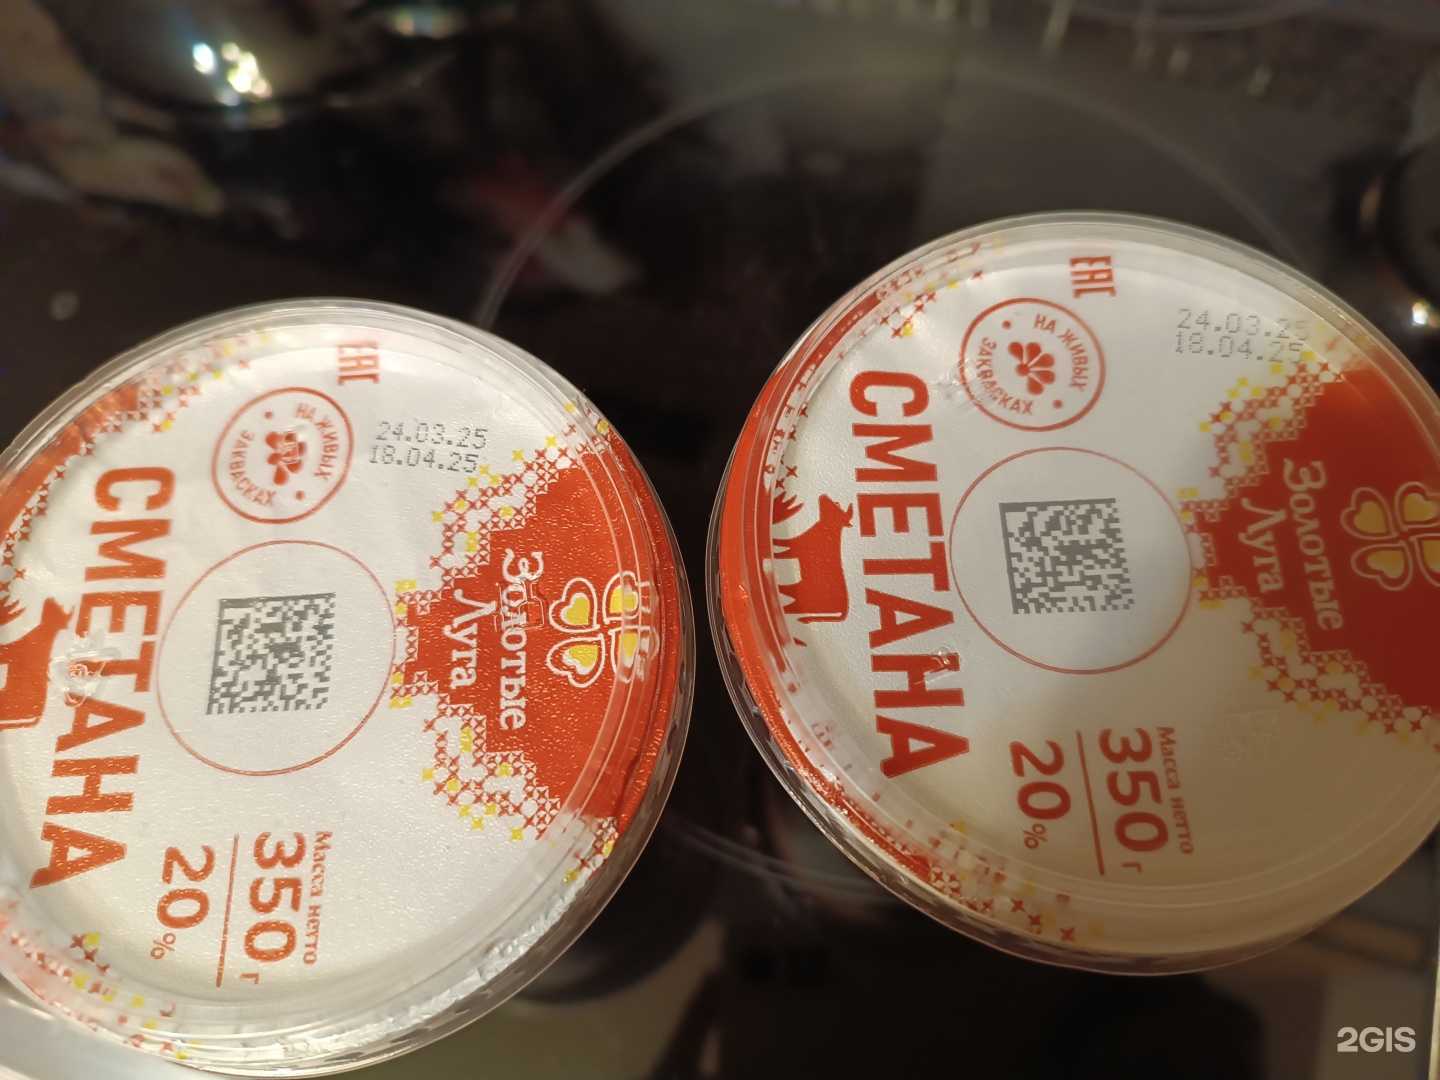 ЕАС
НА ЖИВЫХ
ЗАКВАСКАХ
24.03.25
18.04.25
СМЕТАНА
Золотые
Луга
Масса нетто
350 г
20%
ЕАС
НА ЖИВЫХ
ЗАКВАСКАХ
24.03.25
18.04.25
СМЕТАНА
Золотые
Луга
Масса нетто
350 г
20%
2GIS